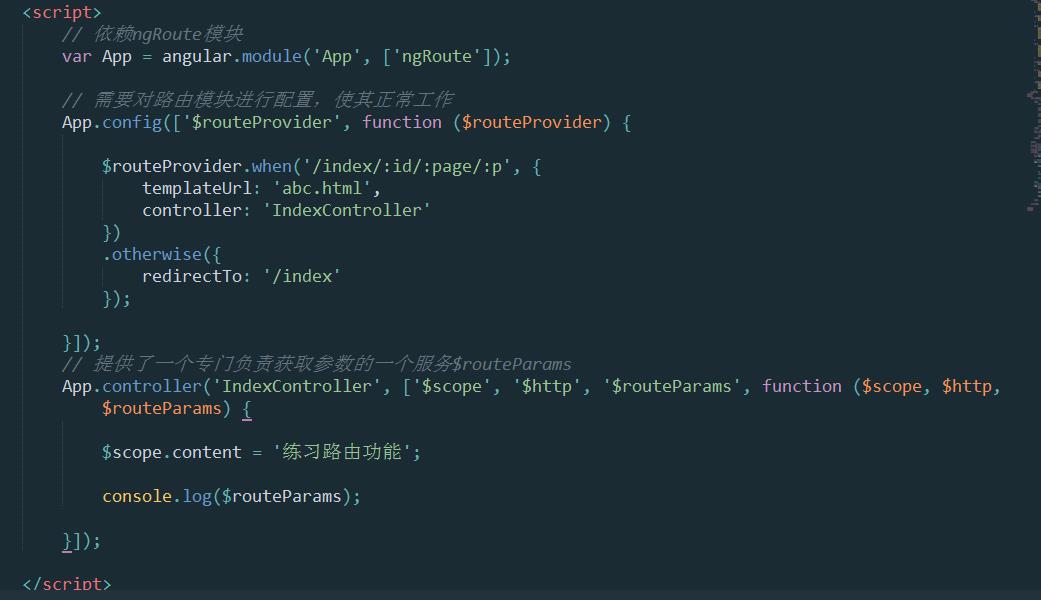 <script>
// 依赖ngRoute模块
var App = angular.module('App', ['ngRoute']);
// 需要对路由模块进行配置，使其正常工作
App.config(['$routeProvider', function ($routeProvider) {
$routeProvider.when('/index/:id/:page/:p', {
templateUrl: 'abc.html',
controller: 'IndexController'
})
.otherwise({
redirectTo: '/index'
});
}]);
// 提供了一个专门负责获取参数的一个服务$routeParams
App.controller('IndexController', ['$scope', '$http', '$routeParams', function ($scope, $http,
$routeParams) {
$scope.content = '练习路由功能';
console.log($routeParams);
}]);
</script>